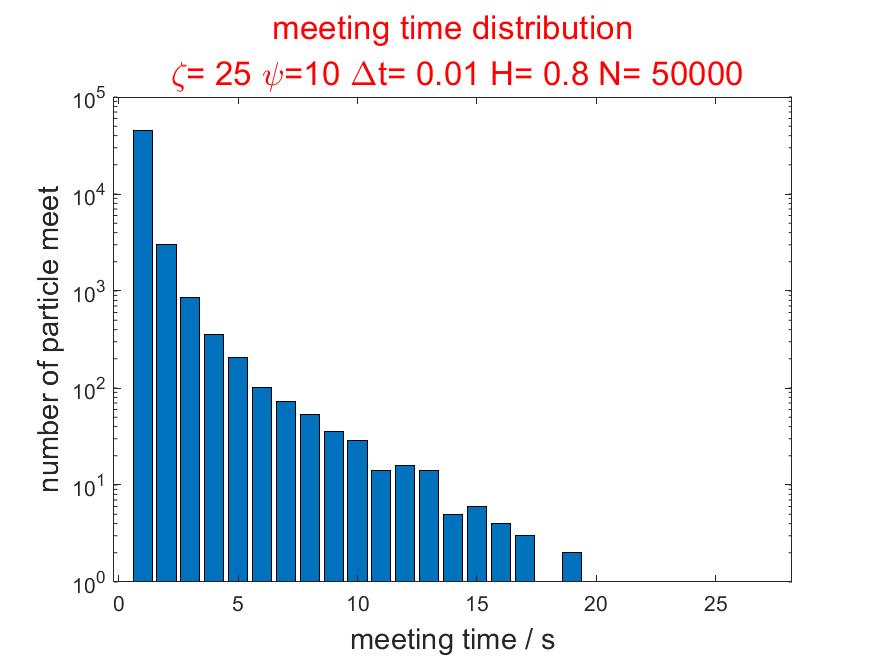 meeting time distribution
ζ= 25 ψ=10 Δt= 0.01 H= 0.8 N= 50000
number of particle meet
10^5
10^4
10^3
10^2
10^1
10^0
0 5 10 15 20 25
meeting time / s